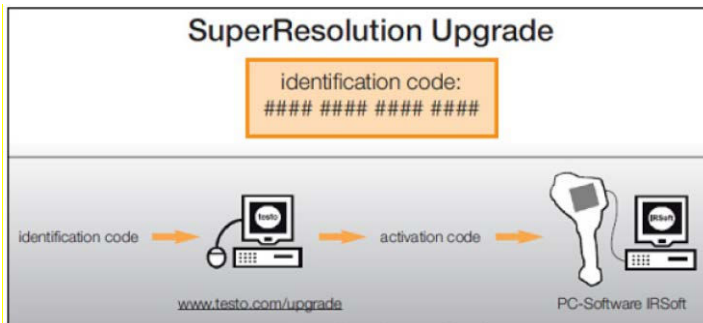 SuperResolution Upgrade
identification code:
#### #### #### ####
identification code
testo
activation code
IRSoft
www.testo.com/upgrade
PC-Software IRSoft